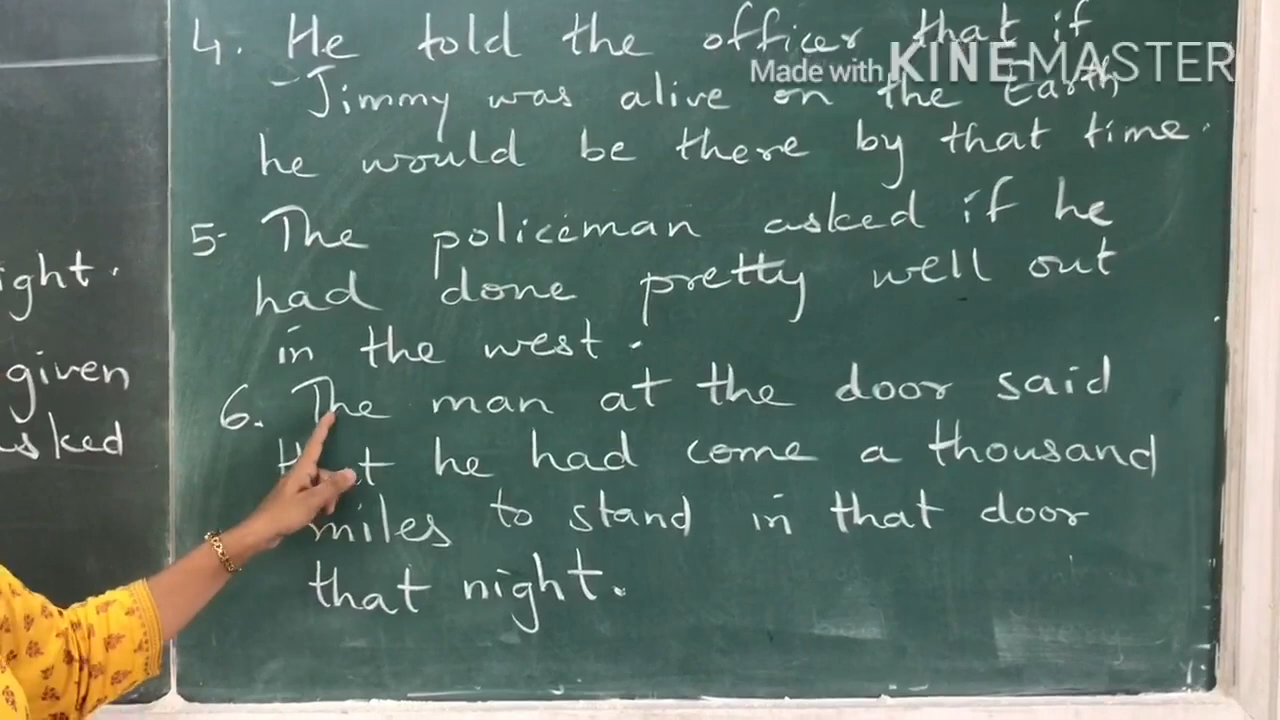 4. He told the officer that if
Made with KINEMASTER
Jimmy was alive on the Earth
he would be there by that time.
5. The policeman asked if he
had done pretty well out
in the west.
6. The man at the door said
that he had come a thousand
miles to stand in that door
that night.
ight.
given
asked